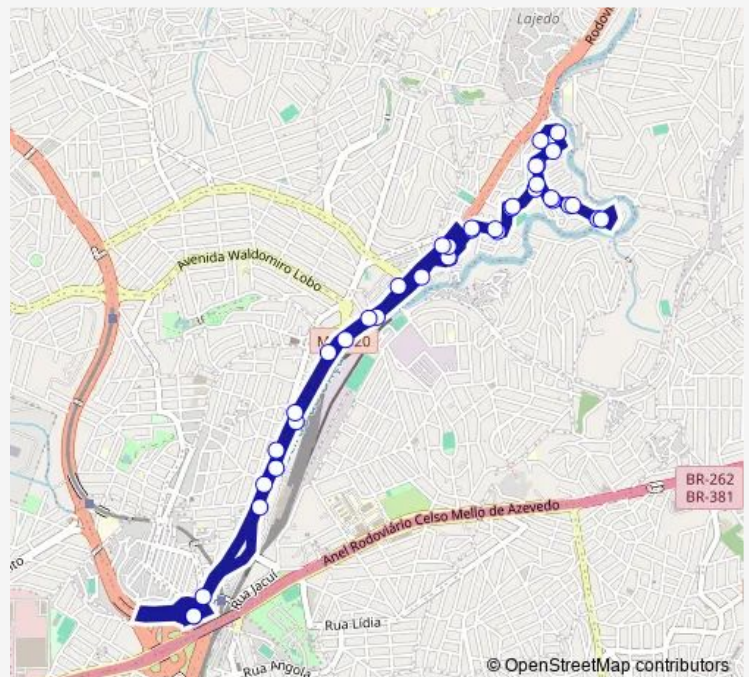 Lajedo
Rodov
Avenida Waldomiro Lobo
20
BR-262
BR-381
Anel Rodoviário Celso Mello de Azevedo
Rua Jacuí
Rua Lídia
Rua Angola
© OpenStreetMap contributors